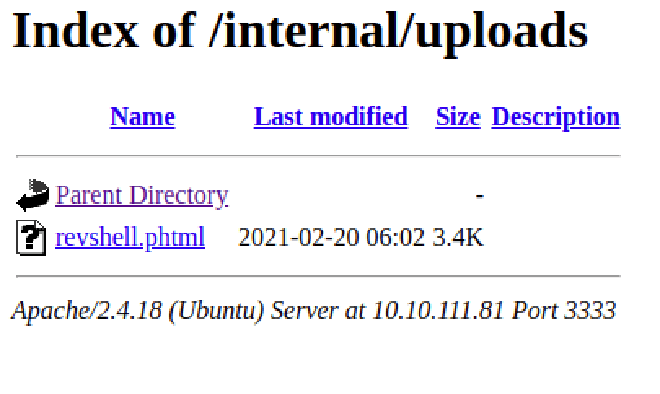 Index of /internal/uploads
Name Last modified Size Description
Parent Directory -
revshell.phtml 2021-02-20 06:02 3.4K
Apache/2.4.18 (Ubuntu) Server at 10.10.111.81 Port 3333